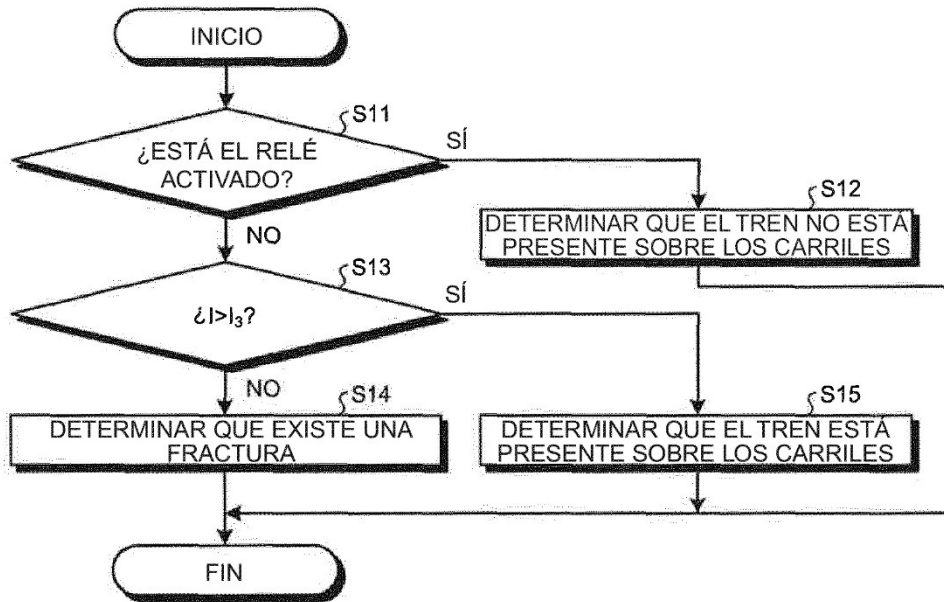 INICIO
S11
¿ESTÁ EL RELÉ
ACTIVADO?
SÍ
NO
S12
DETERMINAR QUE EL TREN NO ESTÁ
PRESENTE SOBRE LOS CARRILES
S13
¿I>I₃?
SÍ
NO
S14
DETERMINAR QUE EXISTE UNA
FRACTURA
S15
DETERMINAR QUE EL TREN ESTÁ
PRESENTE SOBRE LOS CARRILES
FIN